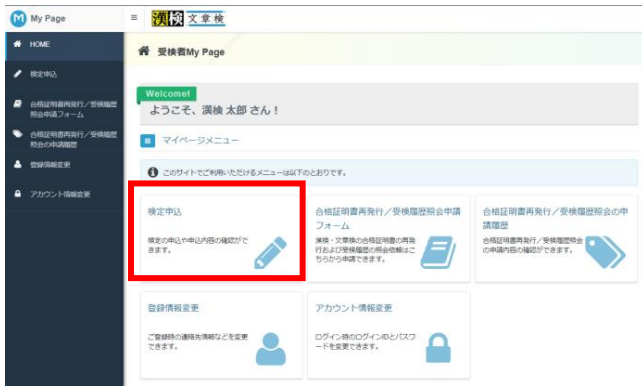 My Page
漢検 文章検
HOME
受検者My Page
検定申込
合格証明書再発行／受検履歴
照会申請フォーム
合格証明書再発行／受検履歴
照会の申請履歴
登録情報変更
アカウント情報変更
Welcome!
ようこそ、漢検 太郎 さん！
マイページメニュー
このサイトでご利用いただけるメニューは以下のとおりです。
検定申込
検定の申込や申込内容の確認がで
きます。
合格証明書再発行／受検履歴照会申請
フォーム
漢検・文章検の合格証明書の再発
行および受検履歴の照会依頼はこ
ちらから申請できます。
合格証明書再発行／受検履歴照会の申
請履歴
合格証明書再発行／受検履歴照会
の申請内容の確認ができます。
登録情報変更
ご登録時の連絡先情報などを変更
できます。
アカウント情報変更
ログイン時のログインIDとパスワ
ードを変更できます。